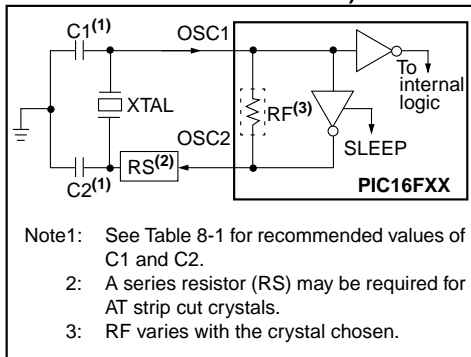 C1(1)
OSC1
To
internal
logic
XTAL
RF(3)
OSC2
SLEEP
RS(2)
C2(1)
PIC16FXX
Note1: See Table 8-1 for recommended values of
C1 and C2.
2: A series resistor (RS) may be required for
AT strip cut crystals.
3: RF varies with the crystal chosen.